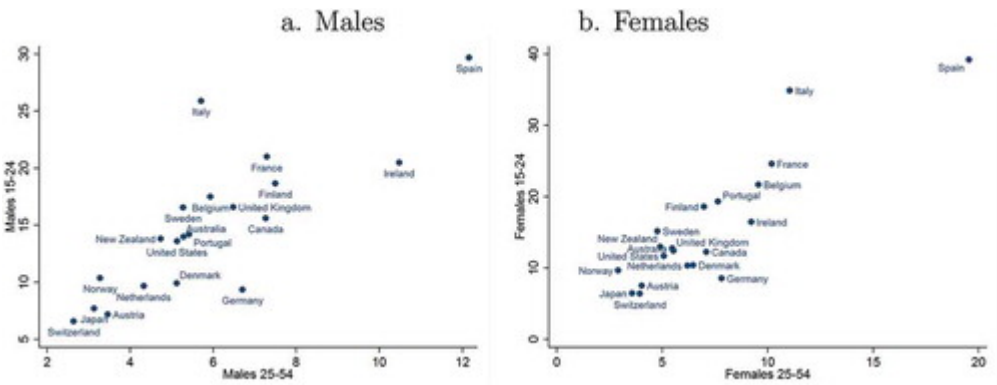 a. Males
b. Females
30
25
20
15
10
5
Males 15-24
Spain
Italy
France
Ireland
Finland
Belgium
United Kingdom
Sweden
Canada
Australia
New Zealand
Portugal
United States
Denmark
Norway
Netherlands
Germany
Japan
Austria
Switzerland
2
4
6
8
10
12
Males 25-54
40
30
20
10
0
Females 15-24
Spain
Italy
France
Belgium
Portugal
Finland
Ireland
Sweden
New Zealand
United Kingdom
Australia
Canada
United States
Netherlands
Denmark
Norway
Germany
Austria
Japan
Switzerland
0
5
10
15
20
Females 25-54